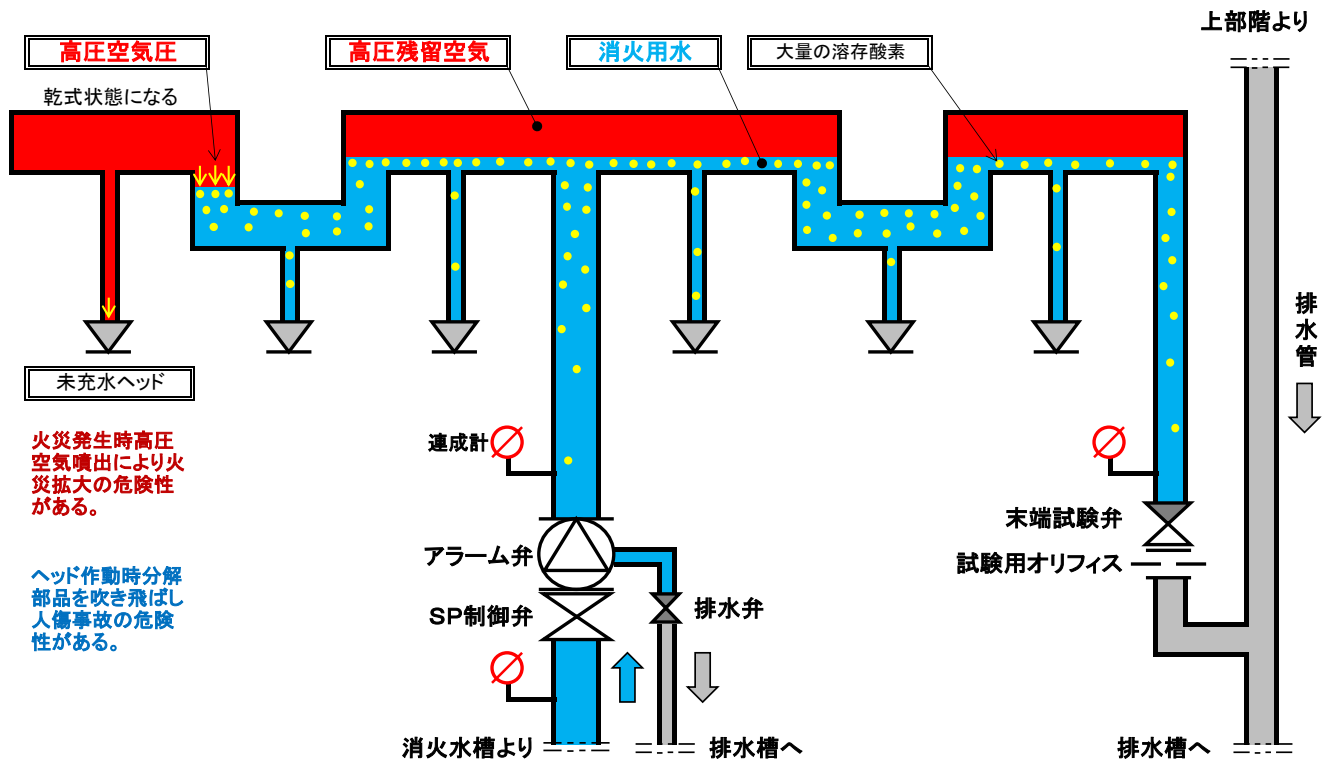 上部階より
高圧空気圧
高圧残留空気
消火用水
大量の溶存酸素
乾式状態になる
排水管
未充水ヘッド
火災発生時高圧
空気噴出により火
災拡大の危険性
がある。
連成計
末端試験弁
アラーム弁
試験用オリフィス
ヘッド作動時分解
部品を吹き飛ばし
人傷事故の危険
性がある。
SP制御弁
排水弁
消火水槽より
排水槽へ
排水槽へ